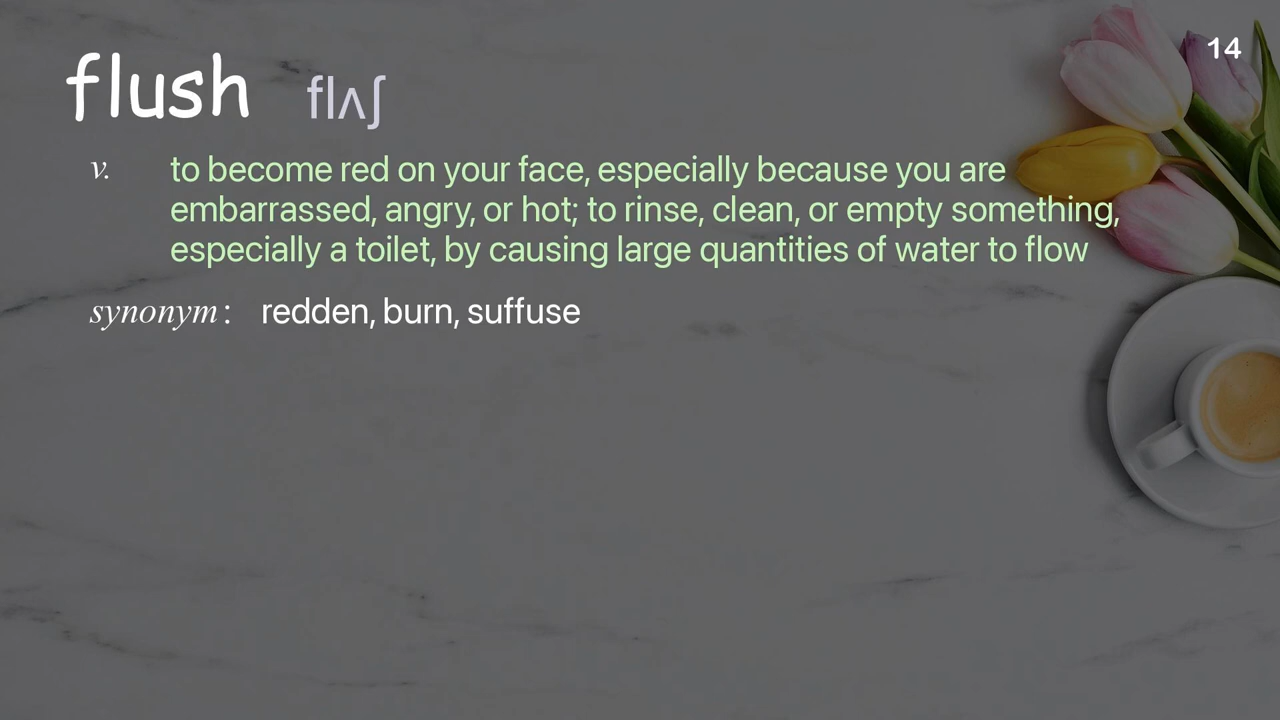 14
flush flʌʃ
v. to become red on your face, especially because you are
embarrassed, angry, or hot; to rinse, clean, or empty something,
especially a toilet, by causing large quantities of water to flow
synonym: redden, burn, suffuse